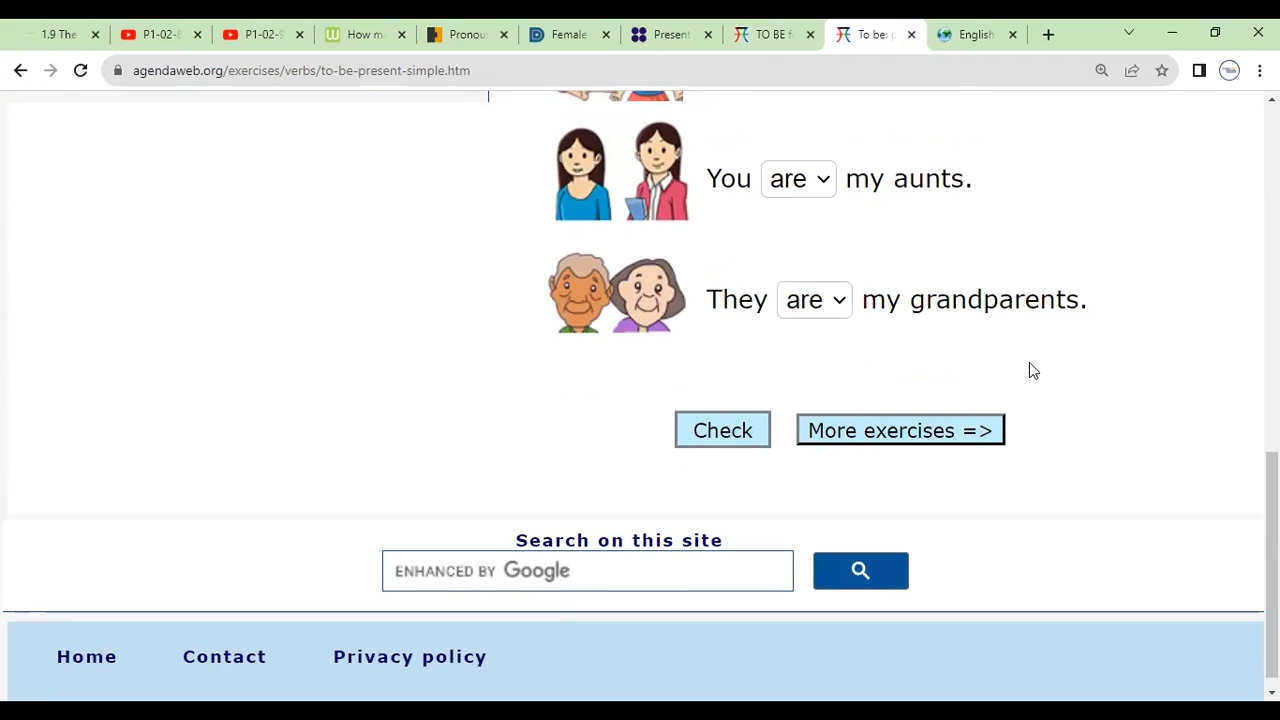 1.9 The
P1-02-
P1-02-
How m
Pronou
Female
Present
TO BE f
To be: p
English
agendaweb.org/exercises/verbs/to-be-present-simple.htm
You are my aunts.
They are my grandparents.
Check More exercises =>
Search on this site
ENHANCED BY Google
Home Contact Privacy policy